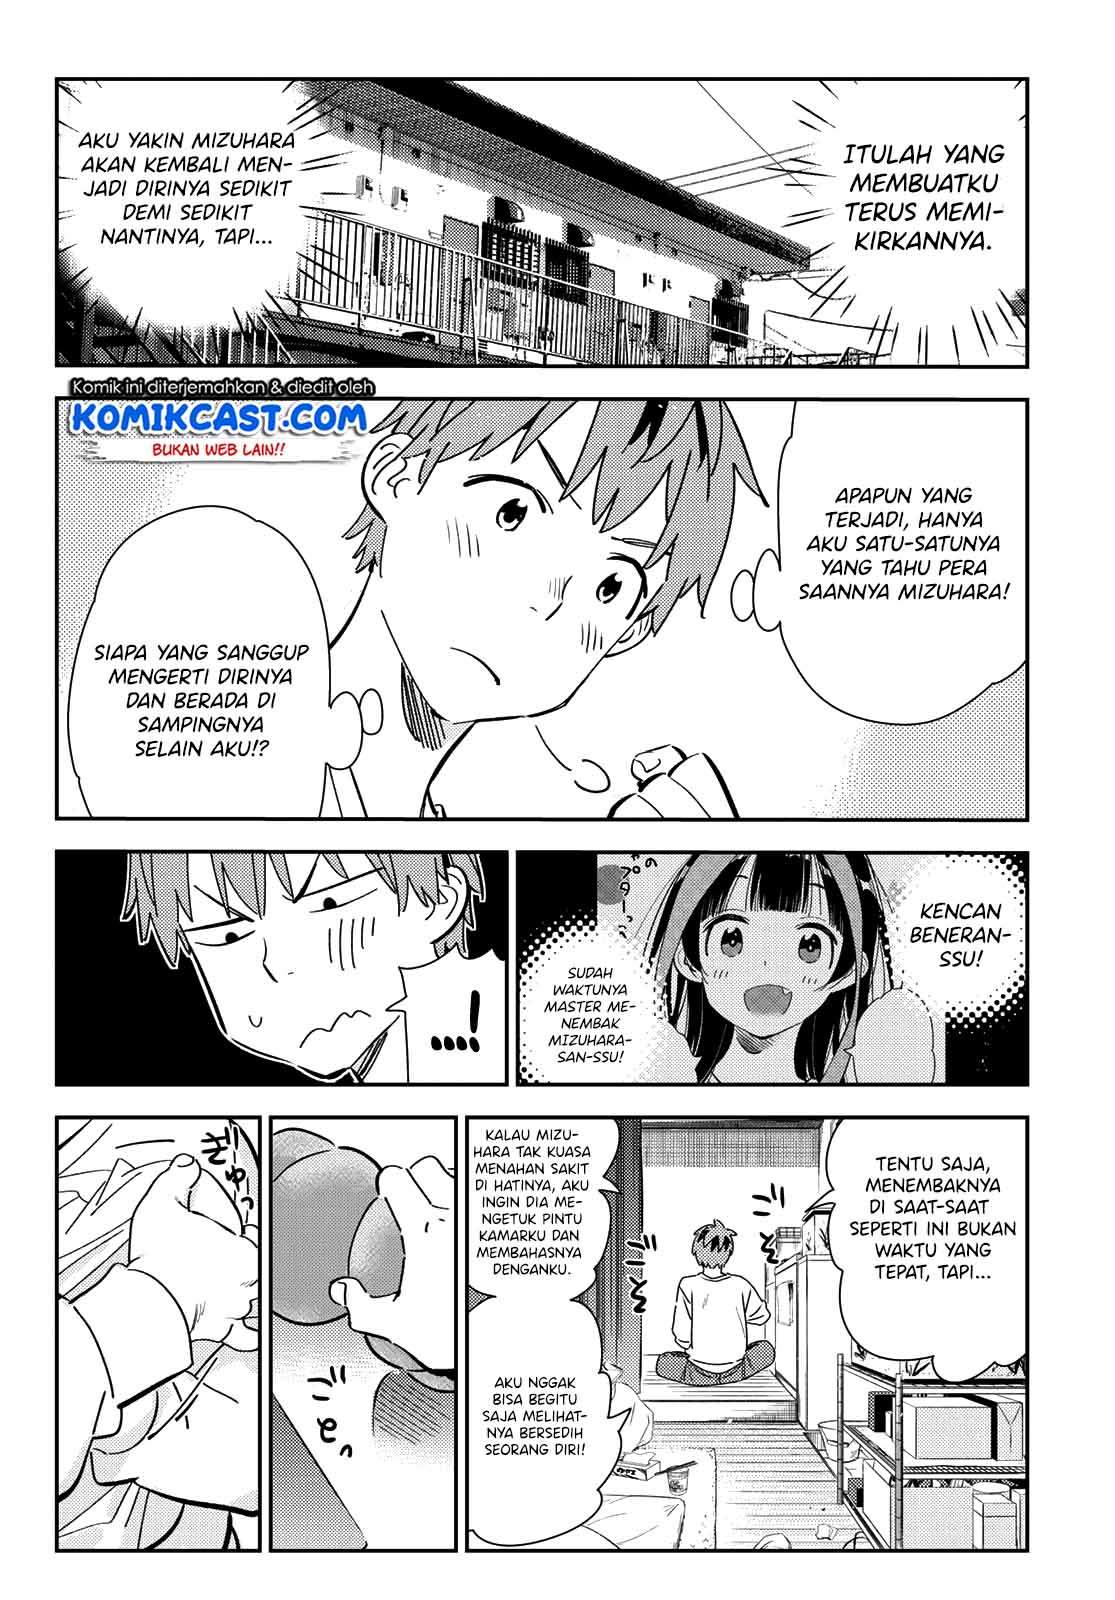 ITULAH YANG
MEMBUATKU
TERUS MEMI-
KIRKANNYA.
AKU YAKIN MIZUHARA
AKAN KEMBALI MEN-
JADI DIRINYA SEDIKIT
DEMI SEDIKIT
NANTINYA, TAPI...
Komik ini diterjemahkan & diedit oleh
KOMIKCAST.COM
BUKAN WEB LAIN!!
APAPUN YANG
TERJADI, HANYA
AKU SATU-SATUNYA
YANG TAHU PERA
SAANNYA MIZUHARA!
SIAPA YANG SANGGUP
MENGERTI DIRINYA
DAN BERADA DI
SAMPINGNYA
SELAIN AKU!?
KENCAN
BENERAN-
SSU!
SUDAH
WAKTUNYA
MASTER ME-
NEMBAK
MIZUHARA-
SAN-SSU!
.....!
TENTU SAJA,
MENEMBAKNYA
DI SAAT-SAAT
SEPERTI INI BUKAN
WAKTU YANG
TEPAT, TAPI...
KALAU MIZU-
HARA TAK KUASA
MENAHAN SAKIT
DI HATINYA, AKU
INGIN DIA ME-
NGETUK PINTU
KAMARKU DAN
MEMBAHASNYA
DENGANKU.
AKU NGGAK
BISA BEGITU
SAJA MELIHAT-
NYA BERSEDIH
SEORANG DIRI!
ぎゅっ